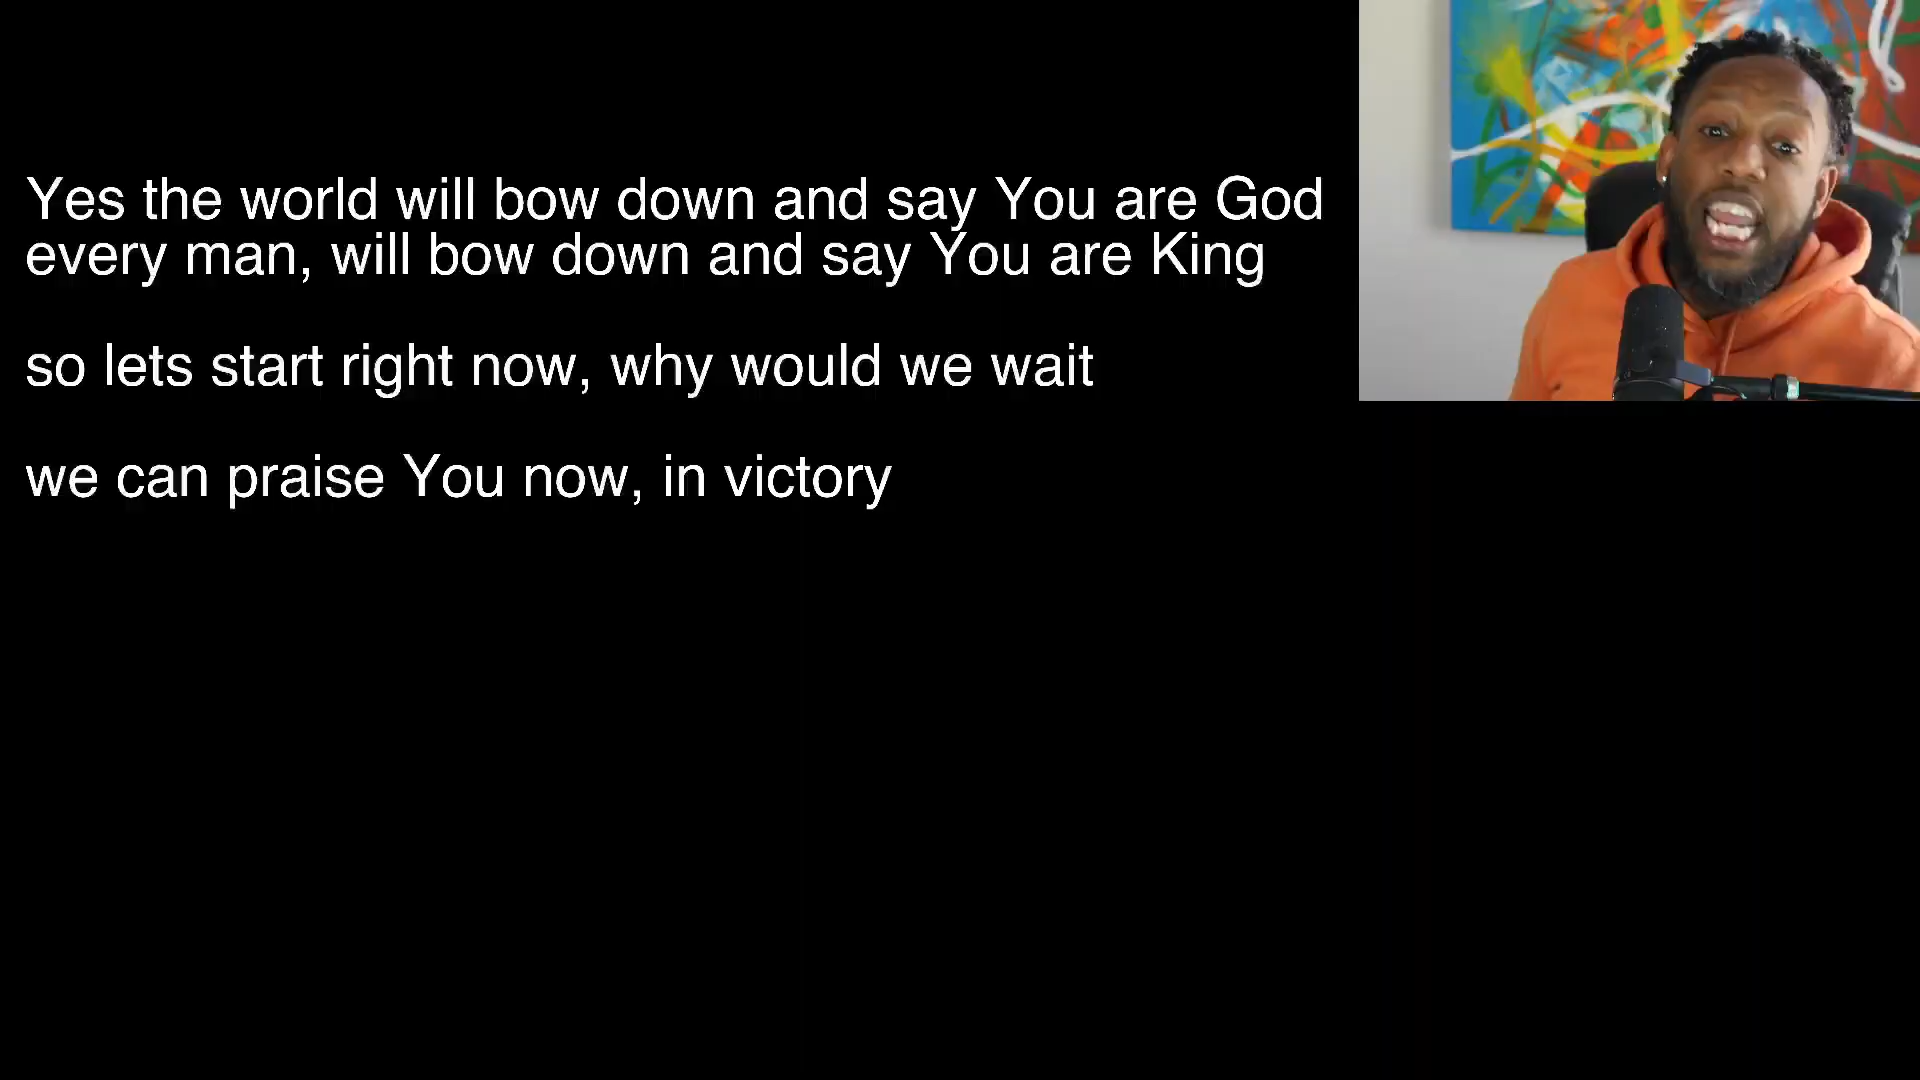 Yes the world will bow down and say You are God
every man, will bow down and say You are King
so lets start right now, why would we wait
we can praise You now, in victory